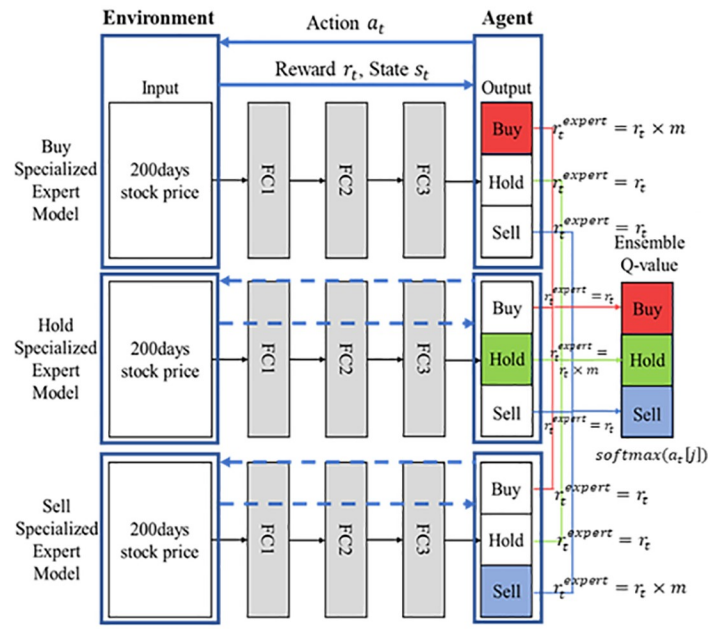 Environment
Agent
Action a_t
Reward r_t, State s_t
Input
Output
Buy
Specialized
Expert
Model
200days
stock price
FC1
FC2
FC3
Buy
Hold
Sell
r_t^expert = r_t × m
r_t^expert = r_t
r_t^expert = r_t
Ensemble
Q-value
Hold
Specialized
Expert
Model
200days
stock price
FC1
FC2
FC3
Buy
Hold
Sell
r_t^expert = r_t
r_t^expert =
r_t × m
r_t^expert = r_t
Buy
Hold
Sell
softmax(a_t[j])
Sell
Specialized
Expert
Model
200days
stock price
FC1
FC2
FC3
Buy
Hold
Sell
r_t^expert = r_t
r_t^expert = r_t
r_t^expert = r_t × m